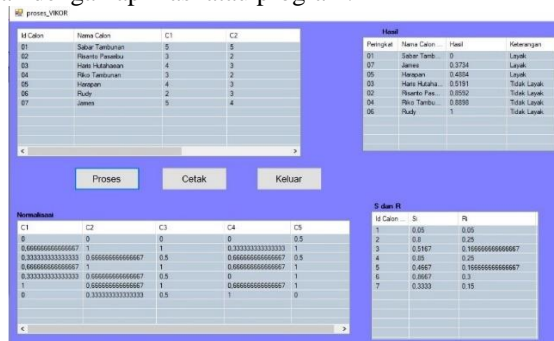 dengan aplikasi atau program.
proses_VIKOR
Id Calon Nama Calon C1 C2
01 Sabar Tambunan 5 5
02 Risanto Pasaribu 3 2
03 Haris Hutahaean 4 3
04 Riko Tambunan 3 2
05 Harapan 4 3
06 Rudy 2 3
07 James 5 4
Hasil
Peringkat Nama Calon... Hasil Keterangan
01 Sabar Tamb... 0 Layak
07 James 0.3734 Layak
05 Harapan 0.4884 Layak
03 Haris Hutaha... 0.5191 Tidak Layak
02 Risanto Pas... 0.8592 Tidak Layak
04 Riko Tambu... 0.8898 Tidak Layak
06 Rudy 1 Tidak Layak
Proses Cetak Keluar
Normalisasi
C1 C2 C3 C4 C5
0 0 0 0 0.5
0,666666666666667 1 1 0,333333333333333 1
0,333333333333333 0,666666666666667 0.5 0,666666666666667 0.5
0,666666666666667 1 1 0,666666666666667 1
0,333333333333333 0,666666666666667 0.5 0 1
1 0,666666666666667 1 0,666666666666667 1
0 0,333333333333333 0.5 1 0
S dan R
Id Calon ... Si Ri
1 0,05 0,05
2 0,8 0,25
3 0,5167 0,166666666666667
4 0,85 0,25
5 0,4667 0,166666666666667
6 0,8667 0,3
7 0,3333 0,15